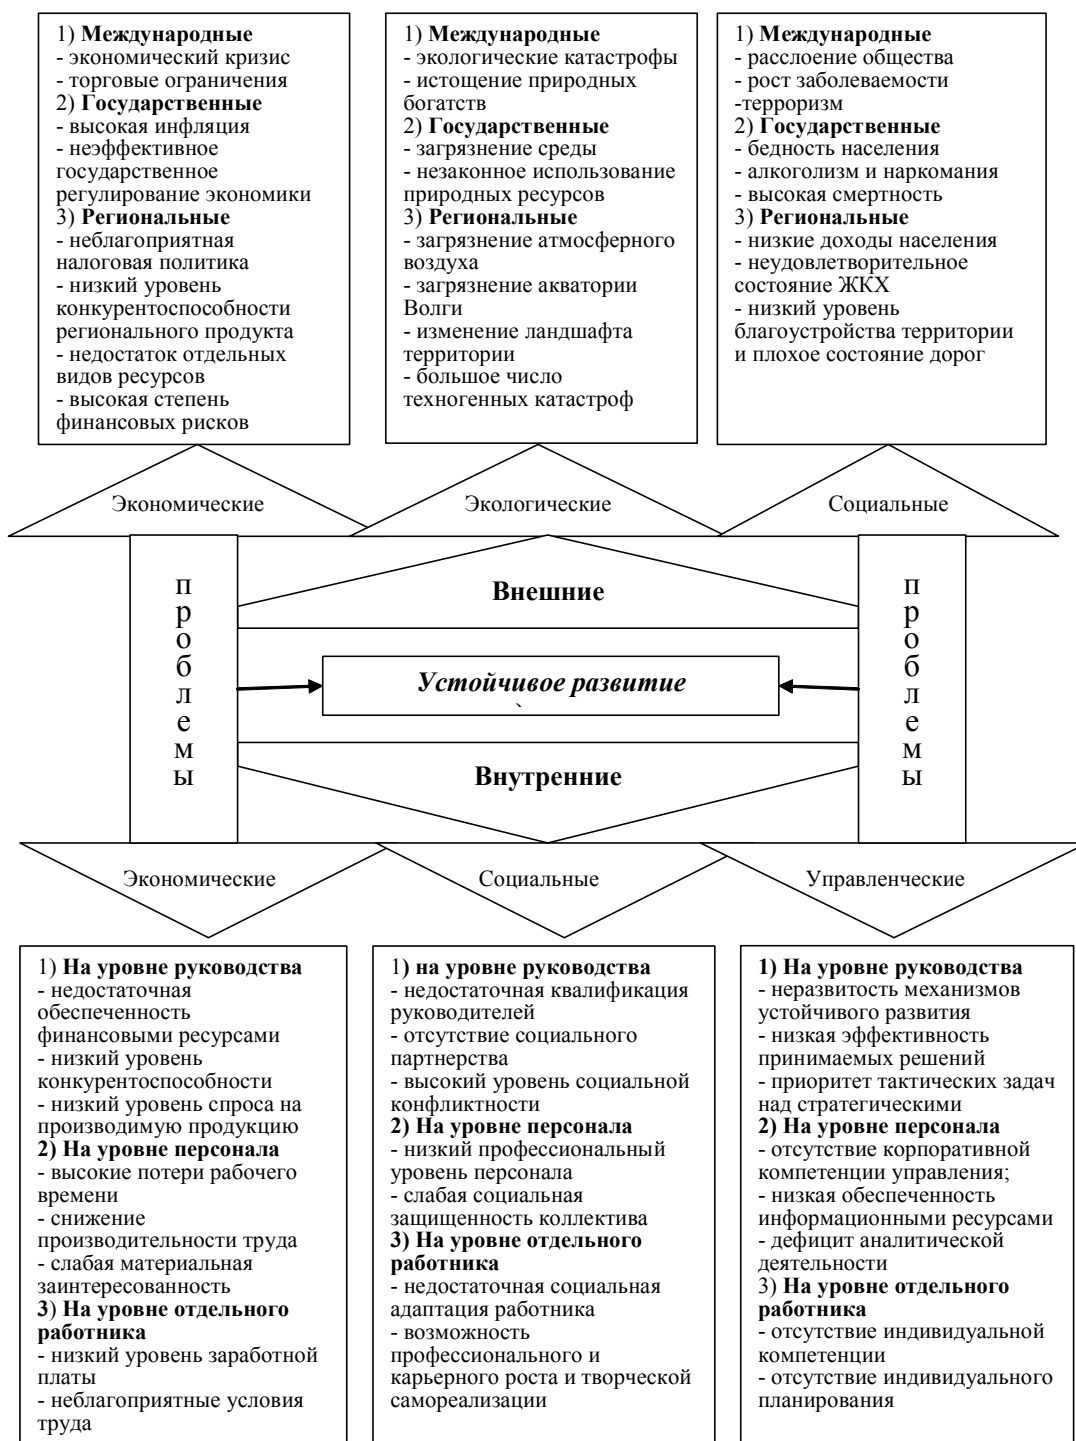 1) Международные
- экономический кризис
- торговые ограничения
2) Государственные
- высокая инфляция
- неэффективное
государственное
регулирование экономики
3) Региональные
- неблагоприятная
налоговая политика
- низкий уровень
конкурентоспособности
регионального продукта
- недостаток отдельных
видов ресурсов
- высокая степень
финансовых рисков
1) Международные
- экологические катастрофы
- истощение природных
богатств
2) Государственные
- загрязнение среды
- незаконное использование
природных ресурсов
3) Региональные
- загрязнение атмосферного
воздуха
- загрязнение акватории
Волги
- изменение ландшафта
территории
- большое число
техногенных катастроф
1) Международные
- расслоение общества
- рост заболеваемости
-терроризм
2) Государственные
- бедность населения
- алкоголизм и наркомания
- высокая смертность
3) Региональные
- низкие доходы населения
- неудовлетворительное
состояние ЖКХ
- низкий уровень
благоустройства территории
и плохое состояние дорог
Экономические
Экологические
Социальные
проблемы
Внешние
Устойчивое развитие
Внутренние
проблемы
Экономические
Социальные
Управленческие
1) На уровне руководства
- недостаточная
обеспеченность
финансовыми ресурсами
- низкий уровень
конкурентоспособности
- низкий уровень спроса на
производимую продукцию
2) На уровне персонала
- высокие потери рабочего
времени
- снижение
производительности труда
- слабая материальная
заинтересованность
3) На уровне отдельного
работника
- низкий уровень заработной
платы
- неблагоприятные условия
труда
1) на уровне руководства
- недостаточная квалификация
руководителей
- отсутствие социального
партнерства
- высокий уровень социальной
конфликтности
2) На уровне персонала
- низкий профессиональный
уровень персонала
- слабая социальная
защищенность коллектива
3) На уровне отдельного
работника
- недостаточная социальная
адаптация работника
- возможность
профессионального и
карьерного роста и творческой
самореализации
1) На уровне руководства
- неразвитость механизмов
устойчивого развития
- низкая эффективность
принимаемых решений
- приоритет тактических задач
над стратегическими
2) На уровне персонала
- отсутствие корпоративной
компетенции управления;
- низкая обеспеченность
информационными ресурсами
- дефицит аналитической
деятельности
3) На уровне отдельного
работника
- отсутствие индивидуальной
компетенции
- отсутствие индивидуального
планирования